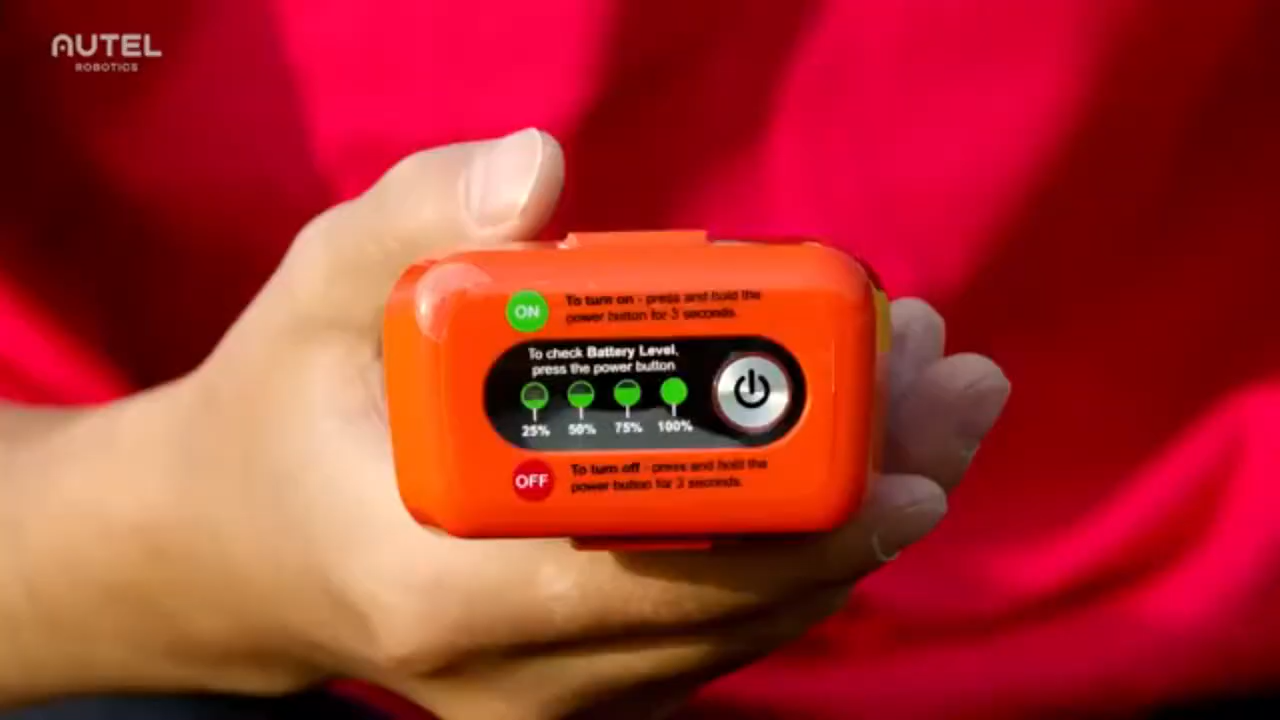 AUTEL
ROBOTICS
ON
To turn on - press and hold the
power button for 3 seconds.
To check Battery Level,
press the power button
25% 50% 75% 100%
OFF
To turn off - press and hold the
power button for 3 seconds.